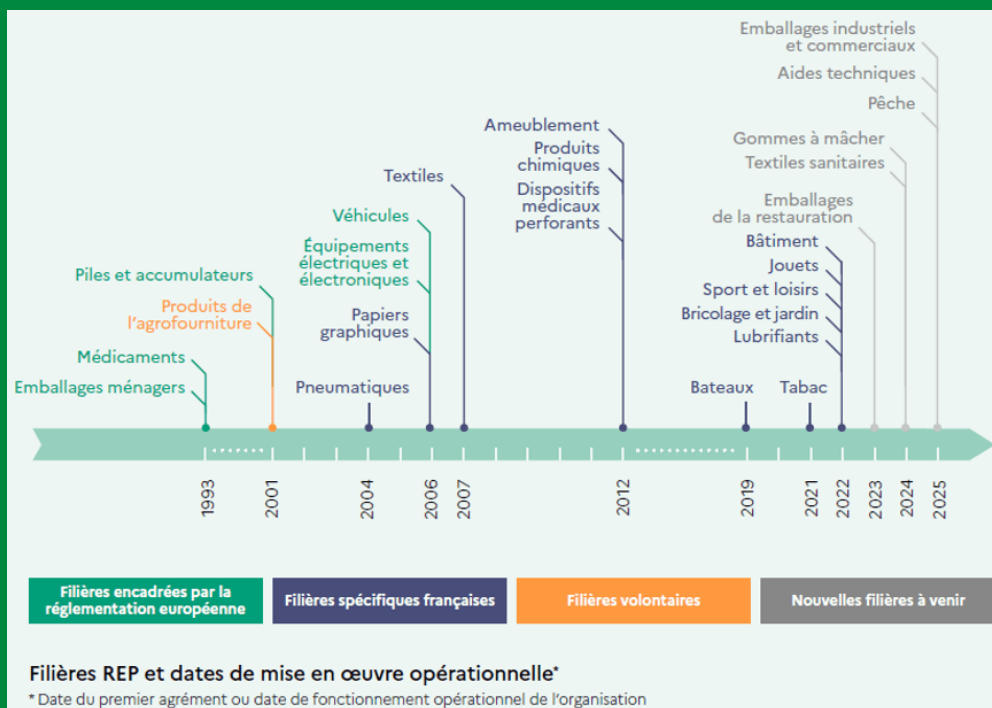 Emballages industriels
et commerciaux
Aides techniques
Pêche
Ameublement
Produits
chimiques
Dispositifs
médicaux
perforants
Gommes à mâcher
Textiles sanitaires
Textiles
Emballages
de la restauration
Véhicules
Équipements
électriques et
électroniques
Bâtiment
Jouets
Sport et loisirs
Bricolage et jardin
Lubrifiants
Piles et accumulateurs
Produits de
l'agrofourniture
Papiers
graphiques
Médicaments
Emballages ménagers
Pneumatiques
Bateaux
Tabac
1993
2001
2004
2006
2007
2012
2019
2021
2022
2023
2024
2025
Filières encadrées par la
réglementation européenne
Filières spécifiques françaises
Filières volontaires
Nouvelles filières à venir
Filières REP et dates de mise en œuvre opérationnelle*
* Date du premier agrément ou date de fonctionnement opérationnel de l'organisation